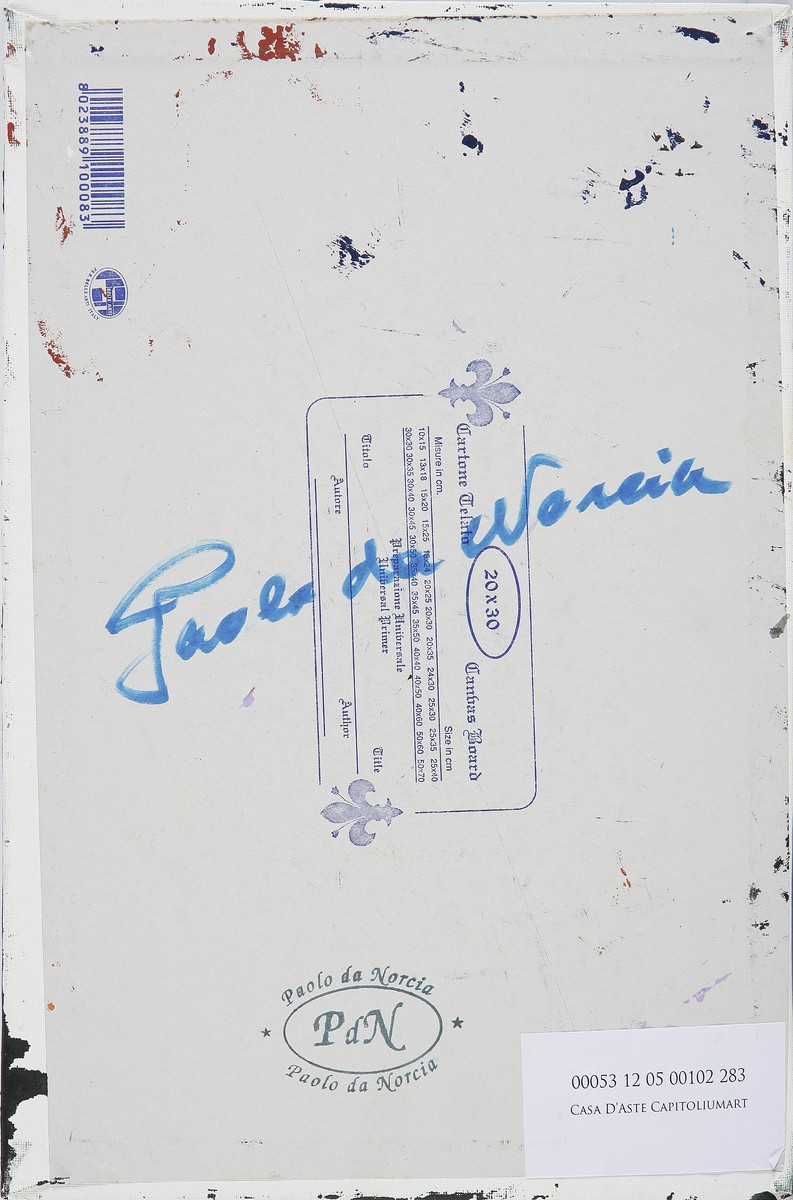 8023889100083
Paolo da Norcia
Cartone Telato 20x30 Canvas Board
Misure in cm. Size in cm
10x15 13x18 15x20 15x25 18x24 20x25 20x30 20x35 24x30 25x30 25x35 25x40
30x30 30x35 30x40 30x45 30x50 35x40 35x45 35x50 40x40 40x50 40x60 50x60 50x70
Preparazione Universale
Universal Primer
Titolo Title
Autore Author
Paolo da Norcia
PdN
Paolo da Norcia
00053 12 05 00102 283
CASA D'ASTE CAPITOLIUMART